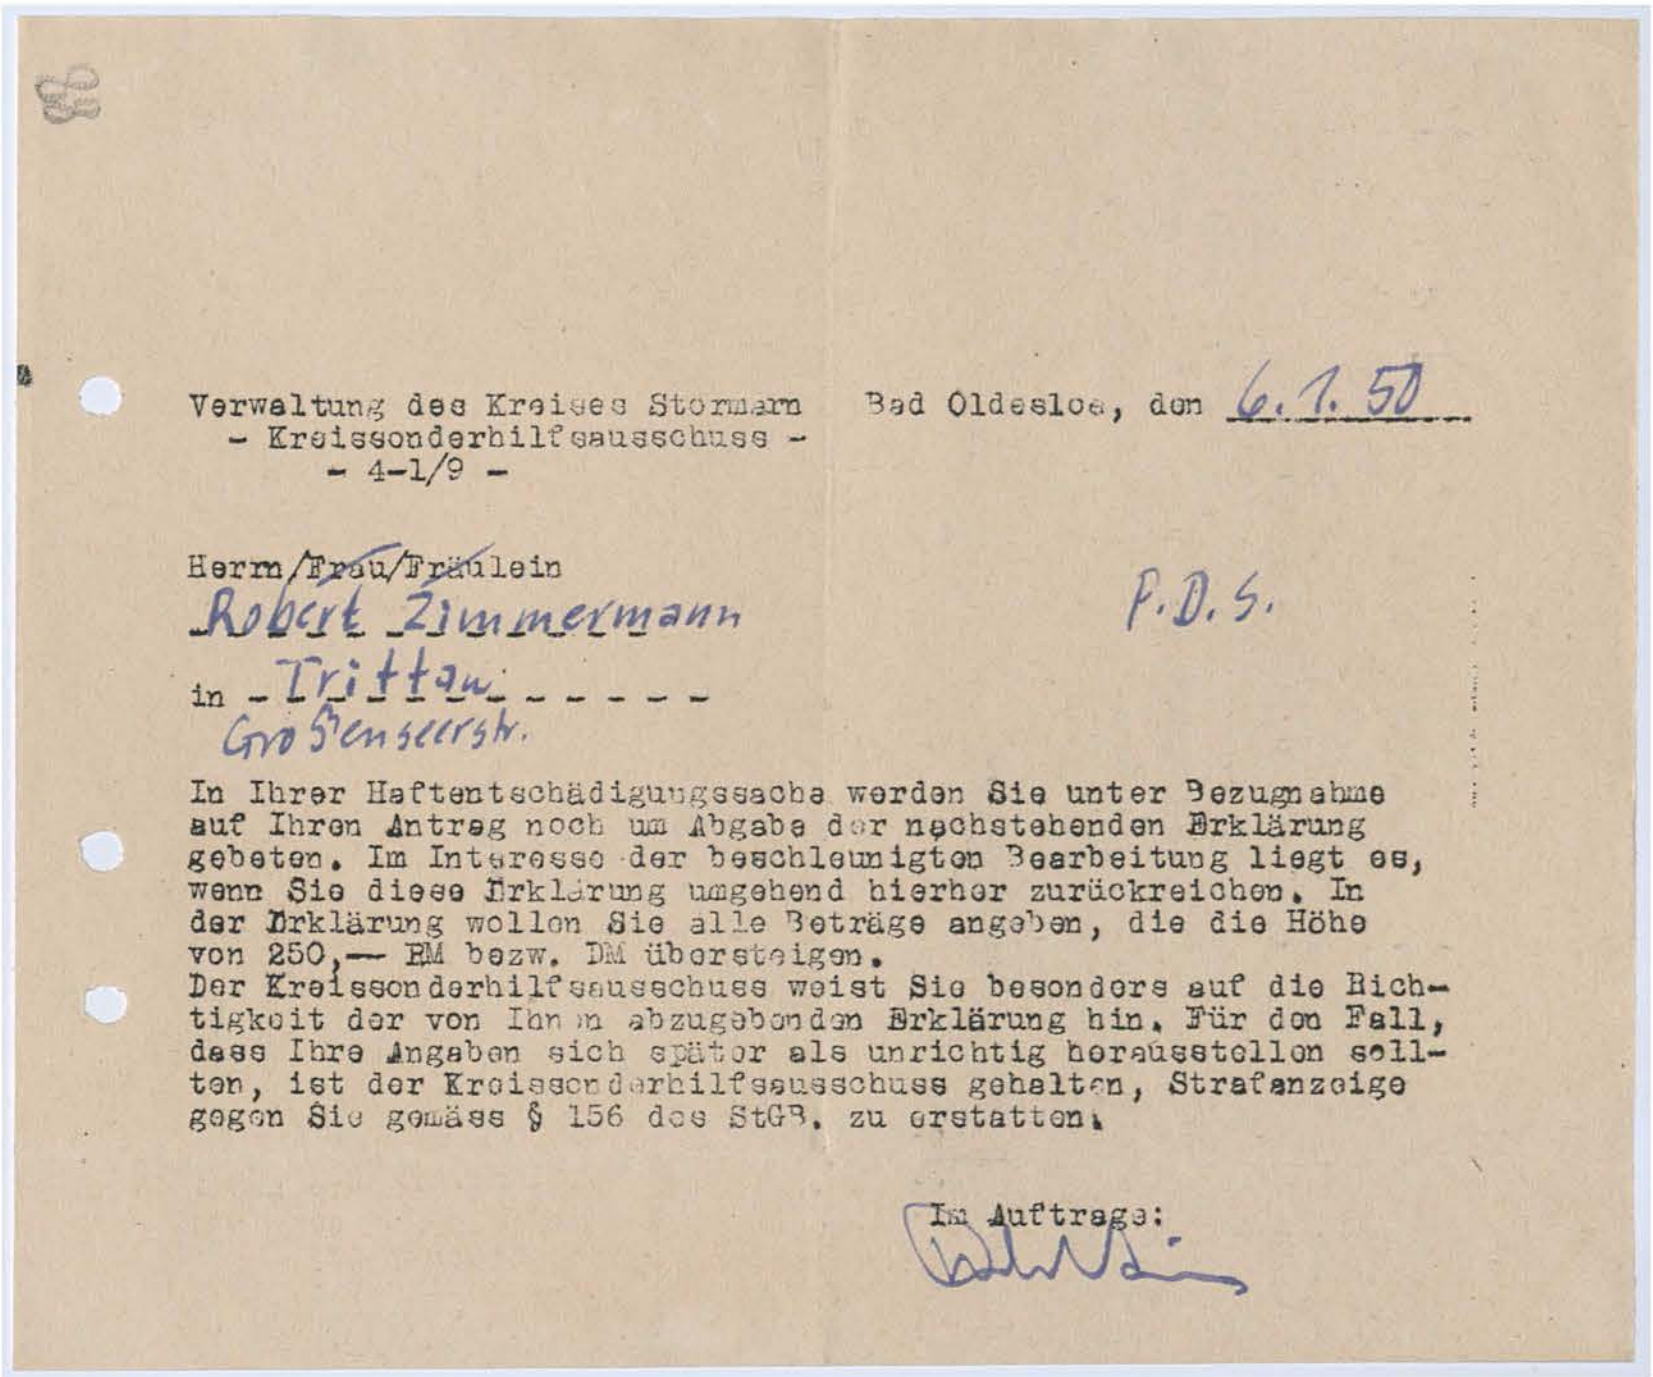 Verwaltung des Kreises Stormarn Bad Oldesloe, den 6.1.50
- Kreissonderhilfsausschuss -
- 4-1/9 -
Herrn/Frau/Fräulein
Robert Zimmermann P.D.S.
in Trittau
Großenseerstr.
In Ihrer Haftentschädigungssache werden Sie unter Bezugnahme
auf Ihren Antrag noch um Abgabe der nachstehenden Erklärung
gebeten. Im Interesse der beschleunigten Bearbeitung liegt es,
wenn Sie diese Erklärung umgehend hierher zurückreichen. In
der Erklärung wollen Sie alle Beträge angeben, die die Höhe
von 250,-- RM bezw. DM übersteigen.
Der Kreissonderhilfsausschuss weist Sie besonders auf die Rich-
tigkeit der von Ihnen abzugebenden Erklärung hin. Für den Fall,
dass Ihre Angaben sich später als unrichtig herausstellen soll-
ten, ist der Kreissonderhilfsausschuss gehalten, Strafanzeige
gegen Sie gemäss § 156 des StGB. zu erstatten.
Im Auftrage: